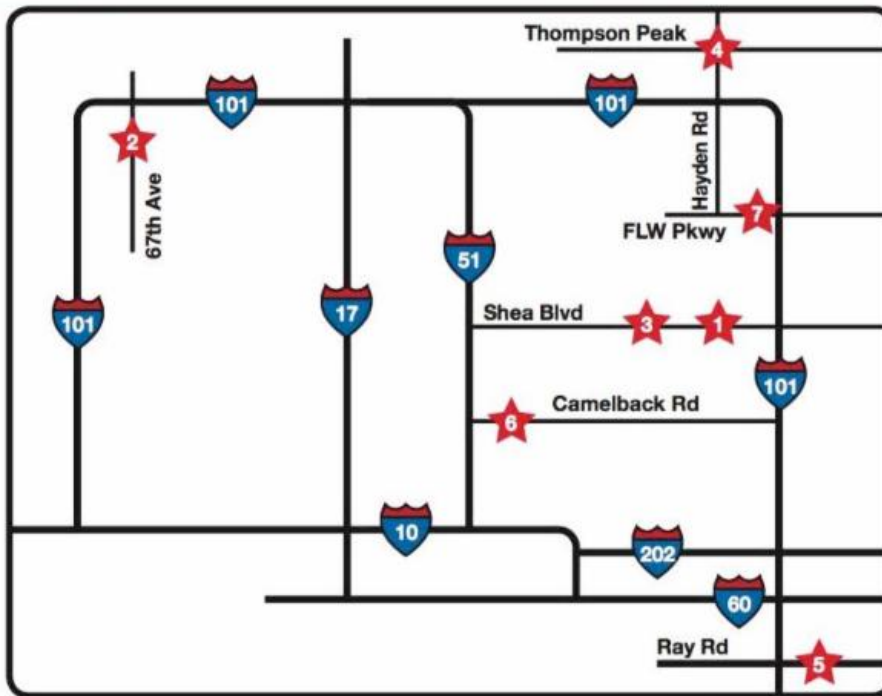 Thompson Peak
4
101
101
2
Hayden Rd
67th Ave
7
FLW Pkwy
51
101
17
Shea Blvd
3
1
101
Camelback Rd
6
10
202
60
Ray Rd
5